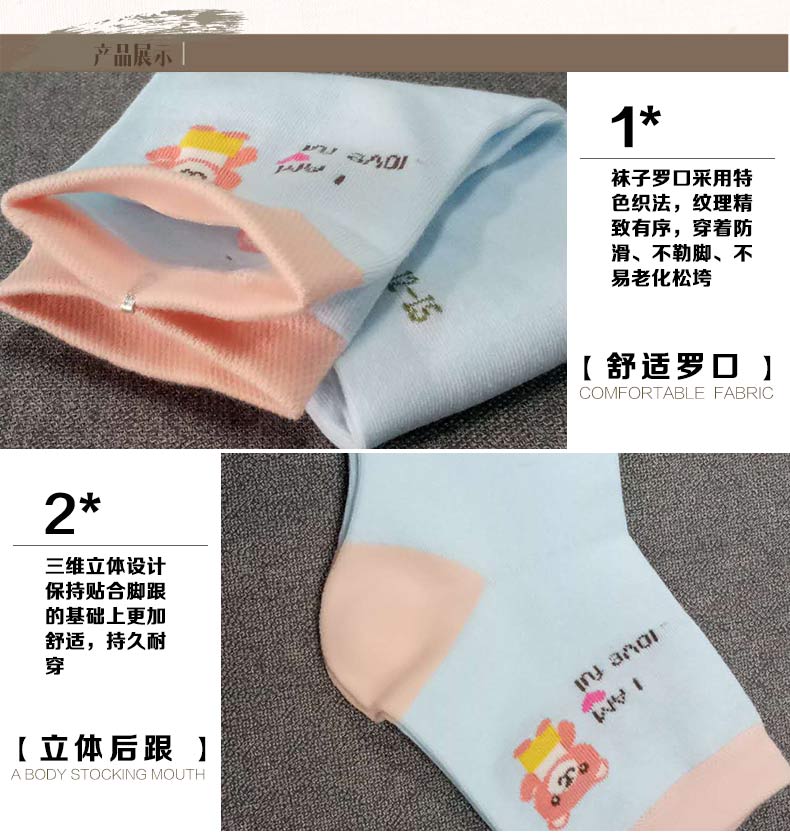 产品展示
1*
袜子罗口采用特
色织法，纹理精
致有序，穿着防
滑、不勒脚、不
易老化松垮
【 舒适罗口 】
COMFORTABLE FABRIC
2*
三维立体设计
保持贴合脚跟
的基础上更加
舒适，持久耐
穿
【 立体后跟 】
A BODY STOCKING MOUTH
I AM